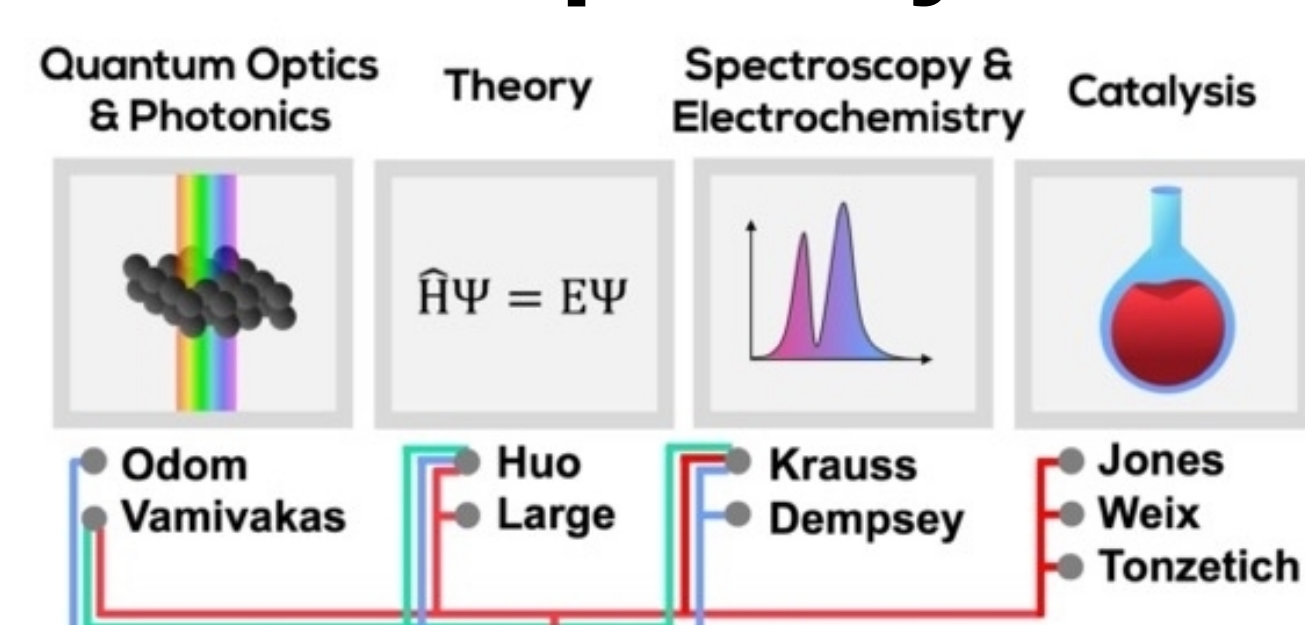 Quantum Optics
& Photonics
Theory
Spectroscopy &
Electrochemistry
Catalysis
ĤΨ = EΨ
Odom
Vamivakas
Huo
Large
Krauss
Dempsey
Jones
Weix
Tonzetich